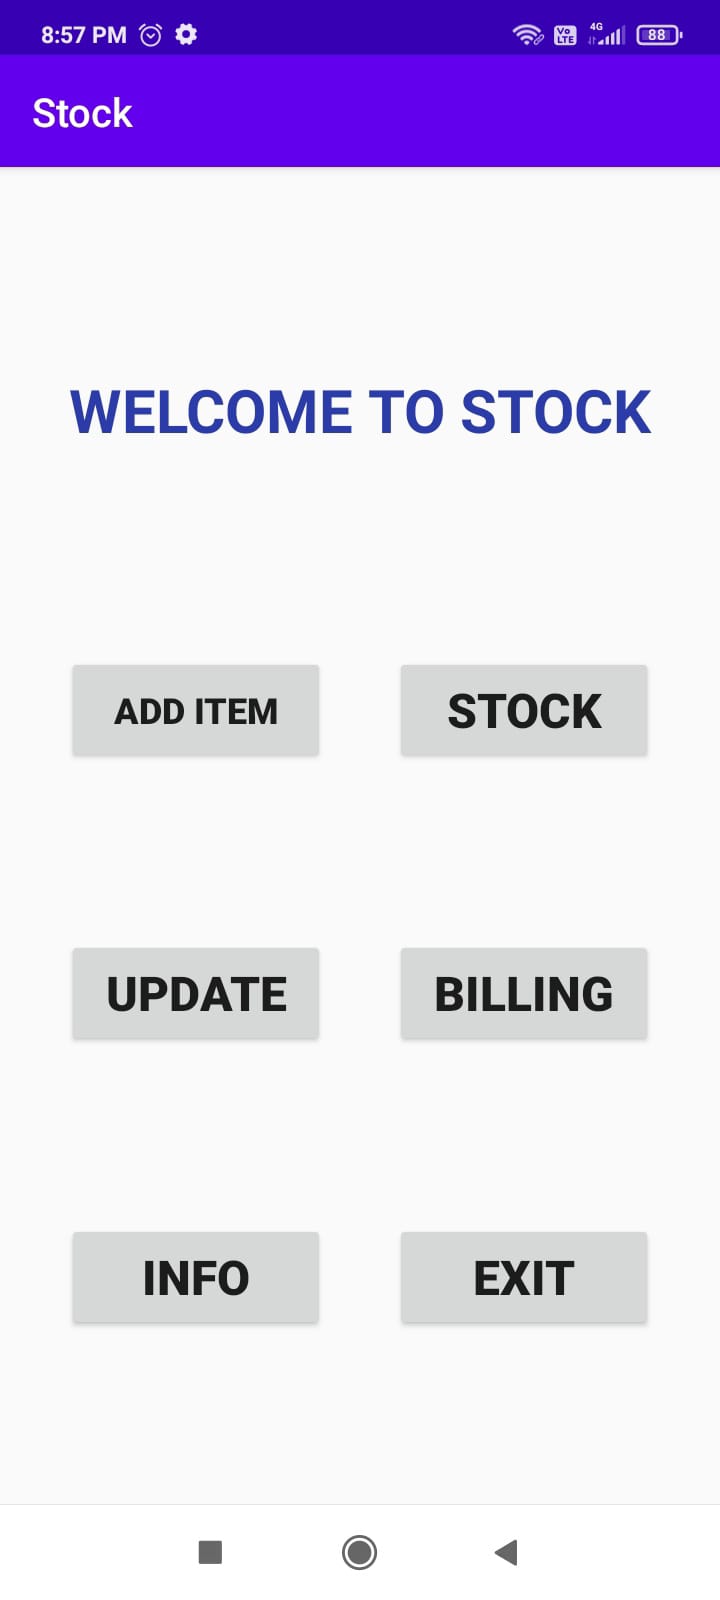 8:57 PM Vo LTE 4G 88
Stock
WELCOME TO STOCK
ADD ITEM STOCK
UPDATE BILLING
INFO EXIT